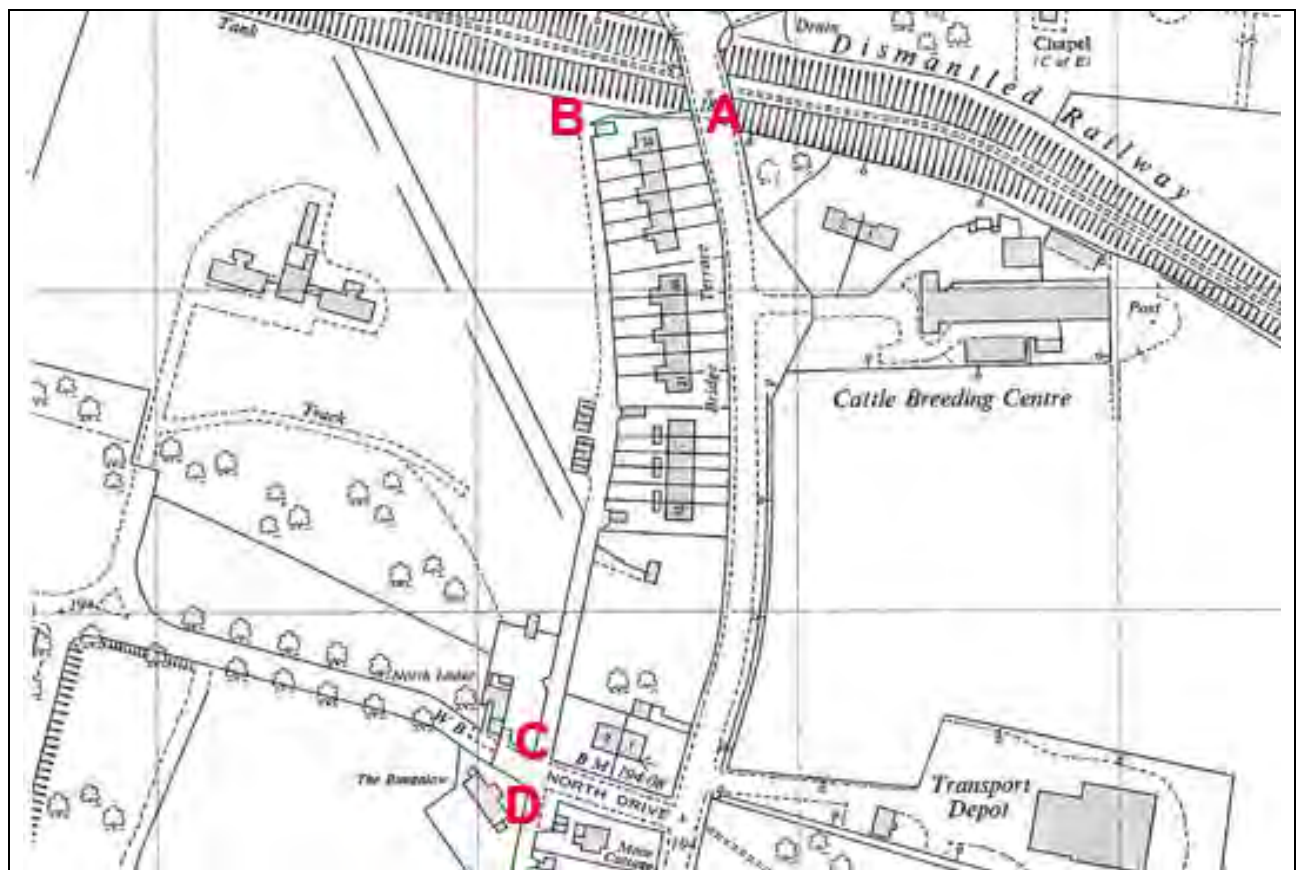 Tank
Drain
Dismantled Railway
Chapel
(C of E)
B
A
Terrace
Bridge
Post
Cattle Breeding Centre
Track
North Lodge
W B
C
B M 194·08
The Bungalow
D
NORTH DRIVE
Transport
Depot